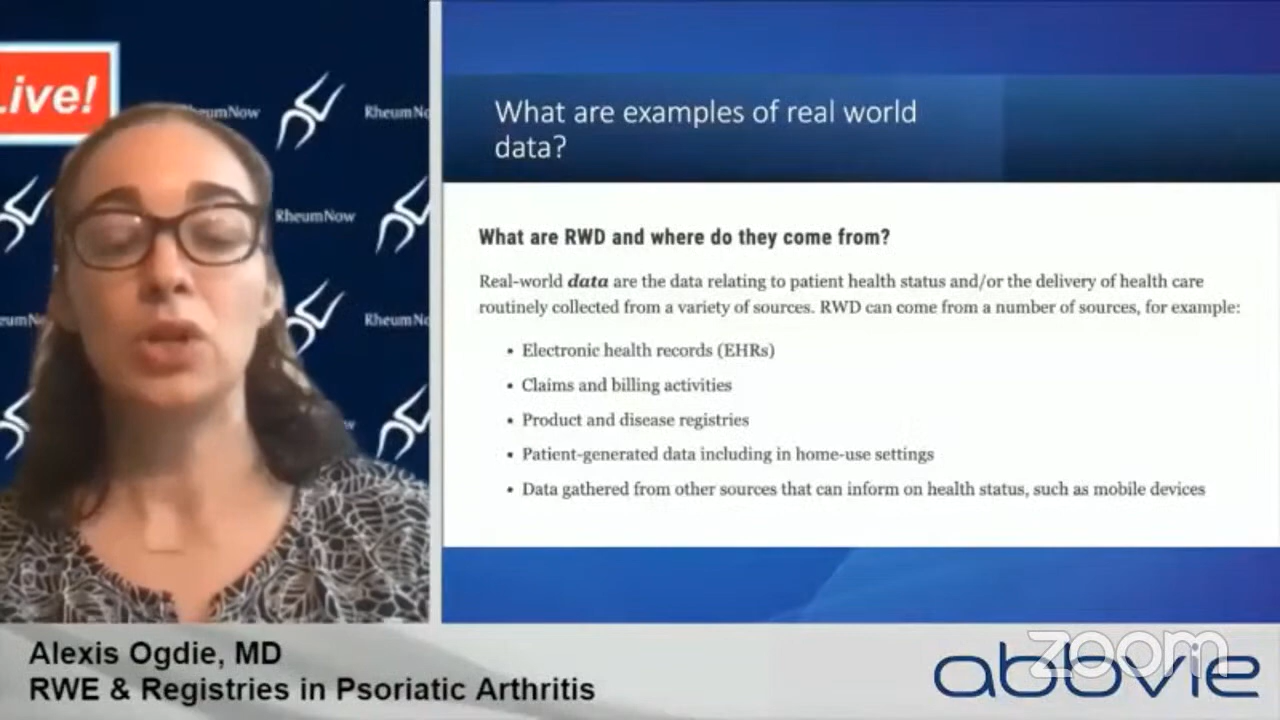 Live!
RheumNow
What are examples of real world
data?
What are RWD and where do they come from?
Real-world data are the data relating to patient health status and/or the delivery of health care
routinely collected from a variety of sources. RWD can come from a number of sources, for example:
• Electronic health records (EHRs)
• Claims and billing activities
• Product and disease registries
• Patient-generated data including in home-use settings
• Data gathered from other sources that can inform on health status, such as mobile devices
Alexis Ogdie, MD
RWE & Registries in Psoriatic Arthritis
abbvie
zoom